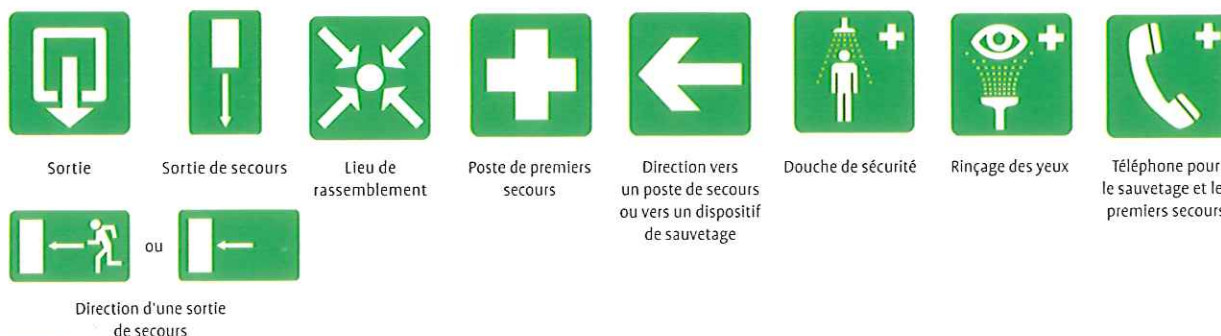 Sortie
Sortie de secours
Lieu de
rassemblement
Poste de premiers
secours
Direction vers
un poste de secours
ou vers un dispositif
de sauvetage
Douche de sécurité
Rinçage des yeux
Téléphone pour
le sauvetage et le
premiers secours
ou
Direction d'une sortie
de secours